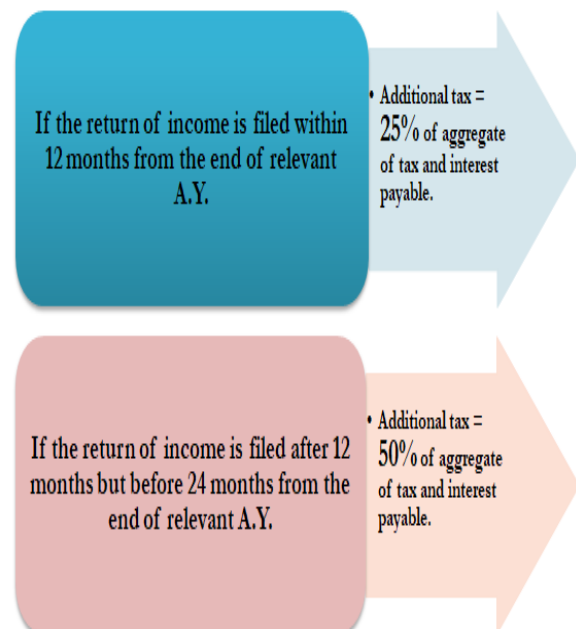 If the return of income is filed within
12 months from the end of relevant
A.Y.
• Additional tax =
25% of aggregate
of tax and interest
payable.
If the return of income is filed after 12
months but before 24 months from the
end of relevant A.Y.
• Additional tax =
50% of aggregate
of tax and interest
payable.